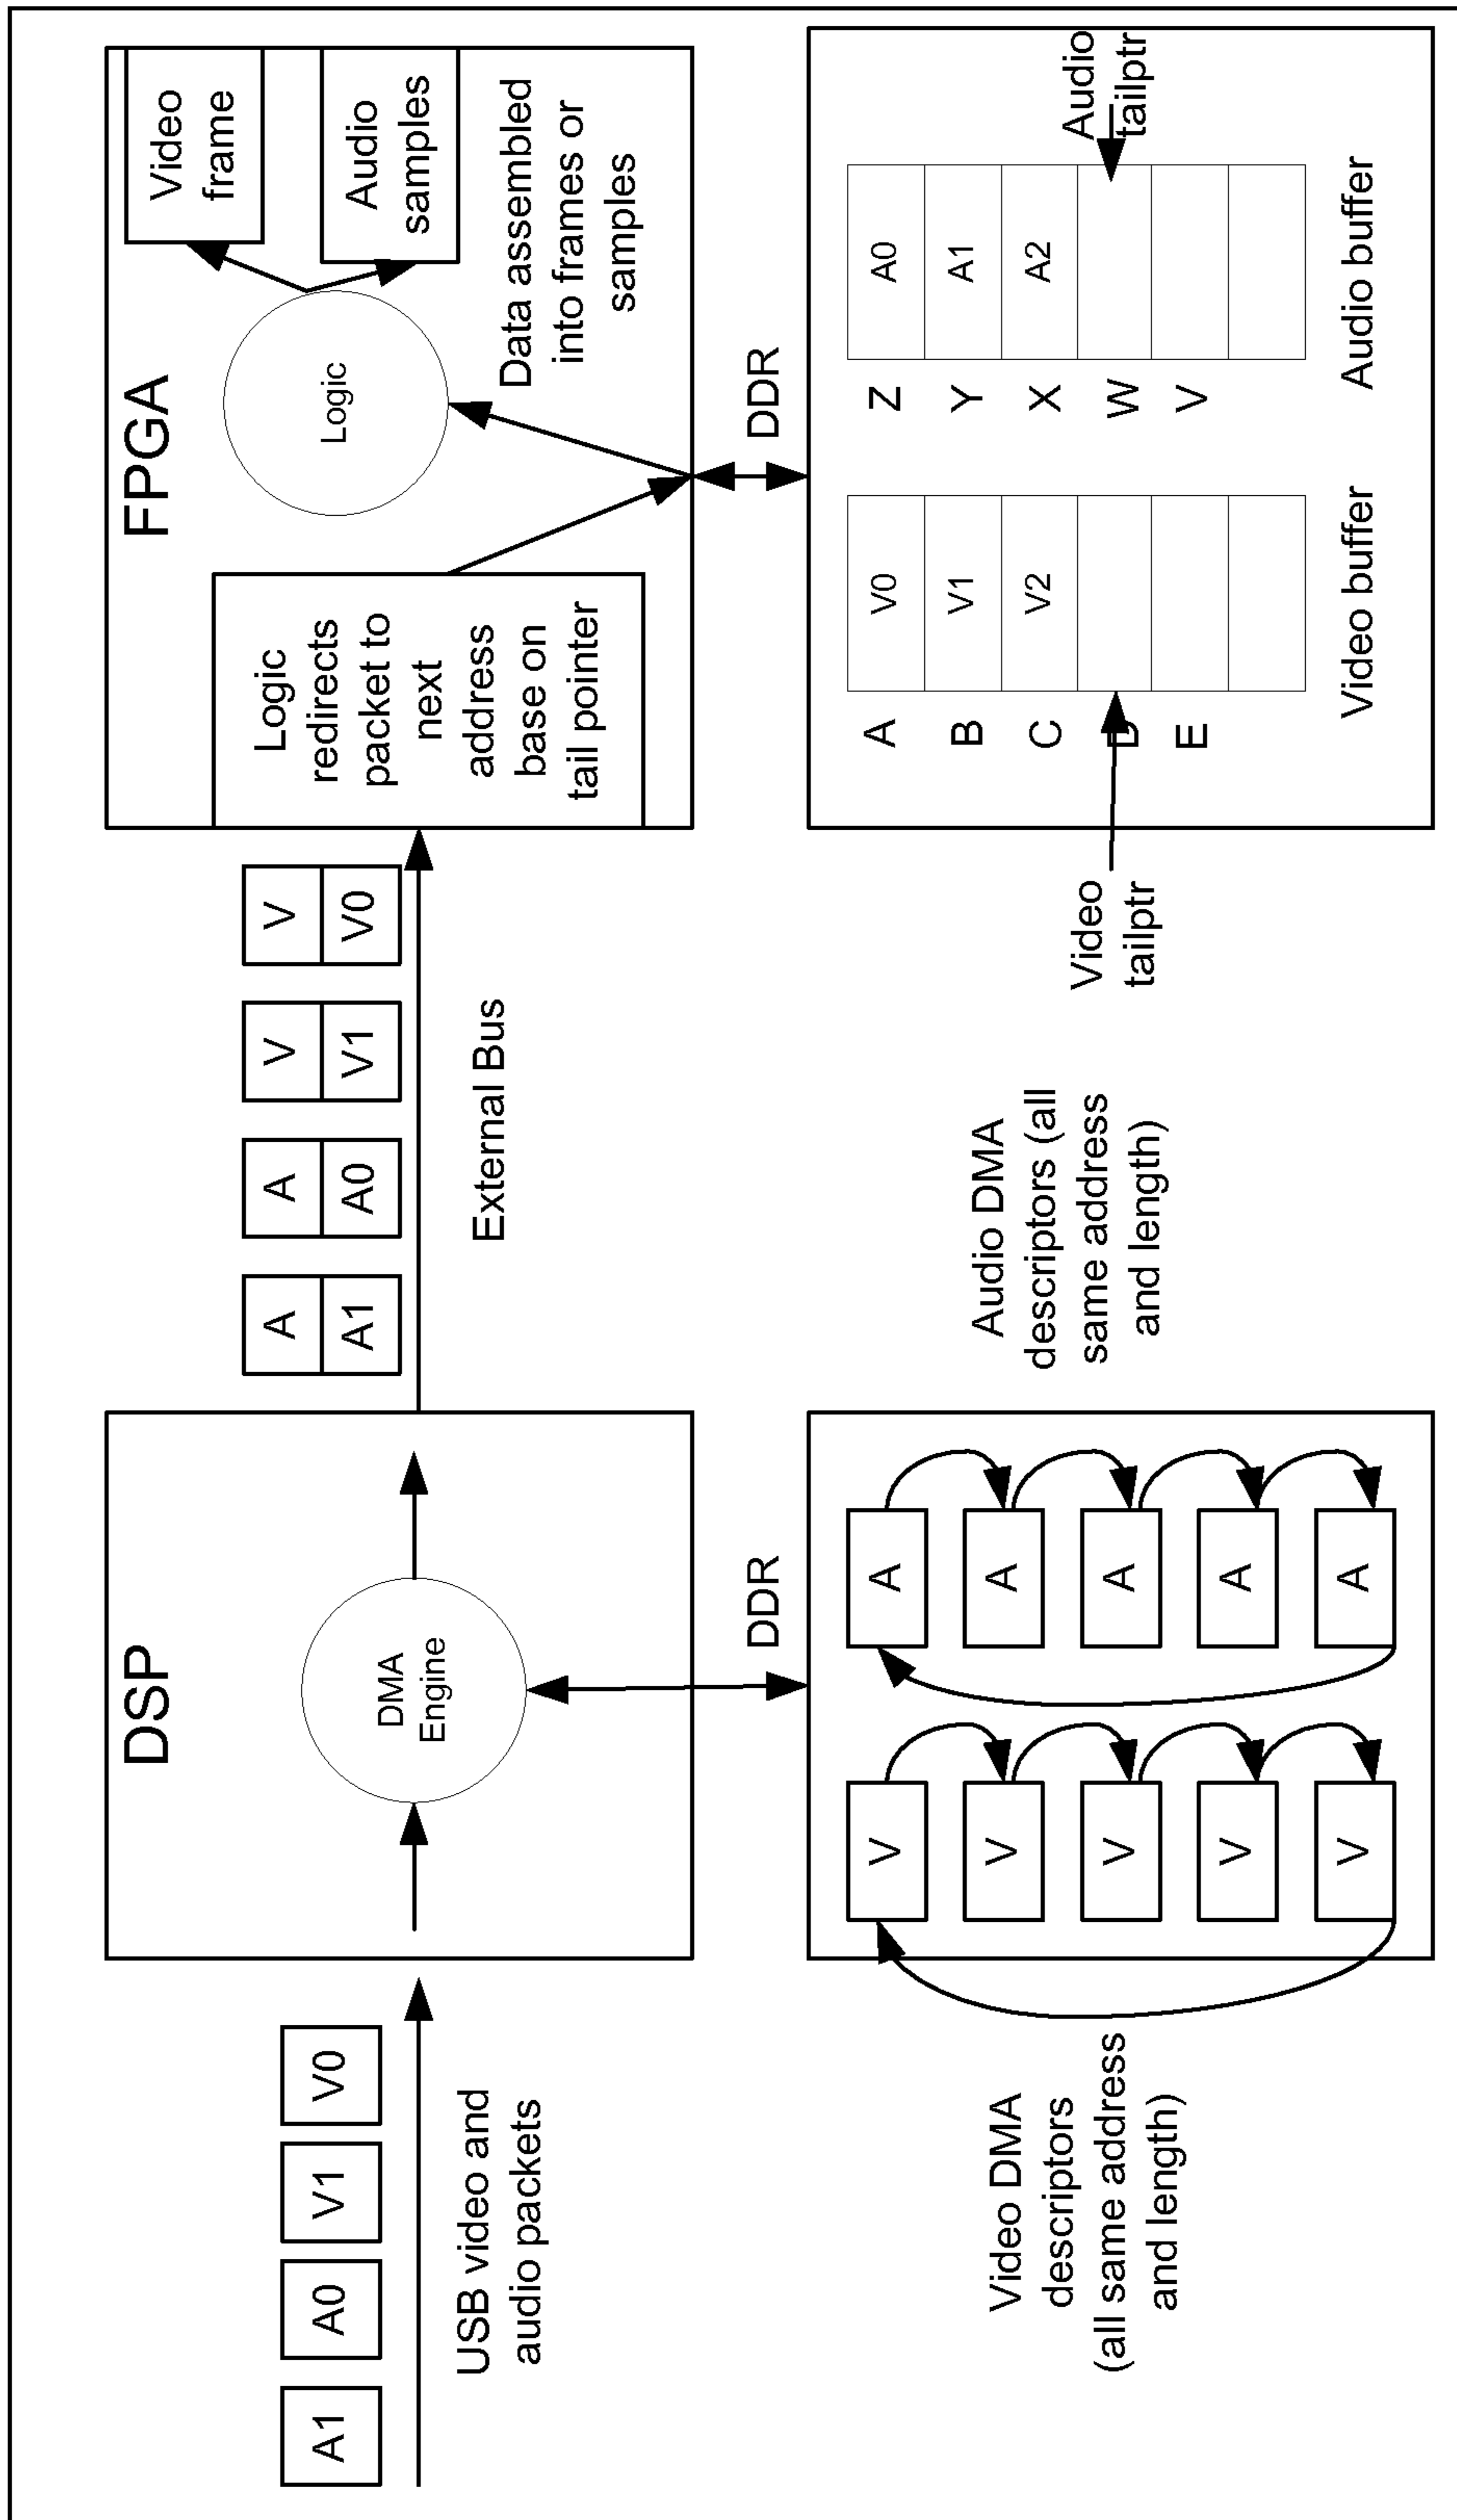 A1
A0
V1
V0
USB video and
audio packets
DSP
DMA
Engine
DDR
Video DMA
descriptors
(all same address
and length)
V
V
V
V
V
A
A
A
A
A
Audio DMA
descriptors (all
same address
and length)
A
A1
A
A0
V
V1
V
V0
External Bus
FPGA
Logic
redirects
packet to
next
address
base on
tail pointer
Logic
Video
frame
Audio
samples
Data assembled
into frames or
samples
DDR
Video
tailptr
A
B
C
D
E
V0
V1
V2
Video buffer
Z
Y
X
W
V
A0
A1
A2
Audio buffer
Audio
tailptr